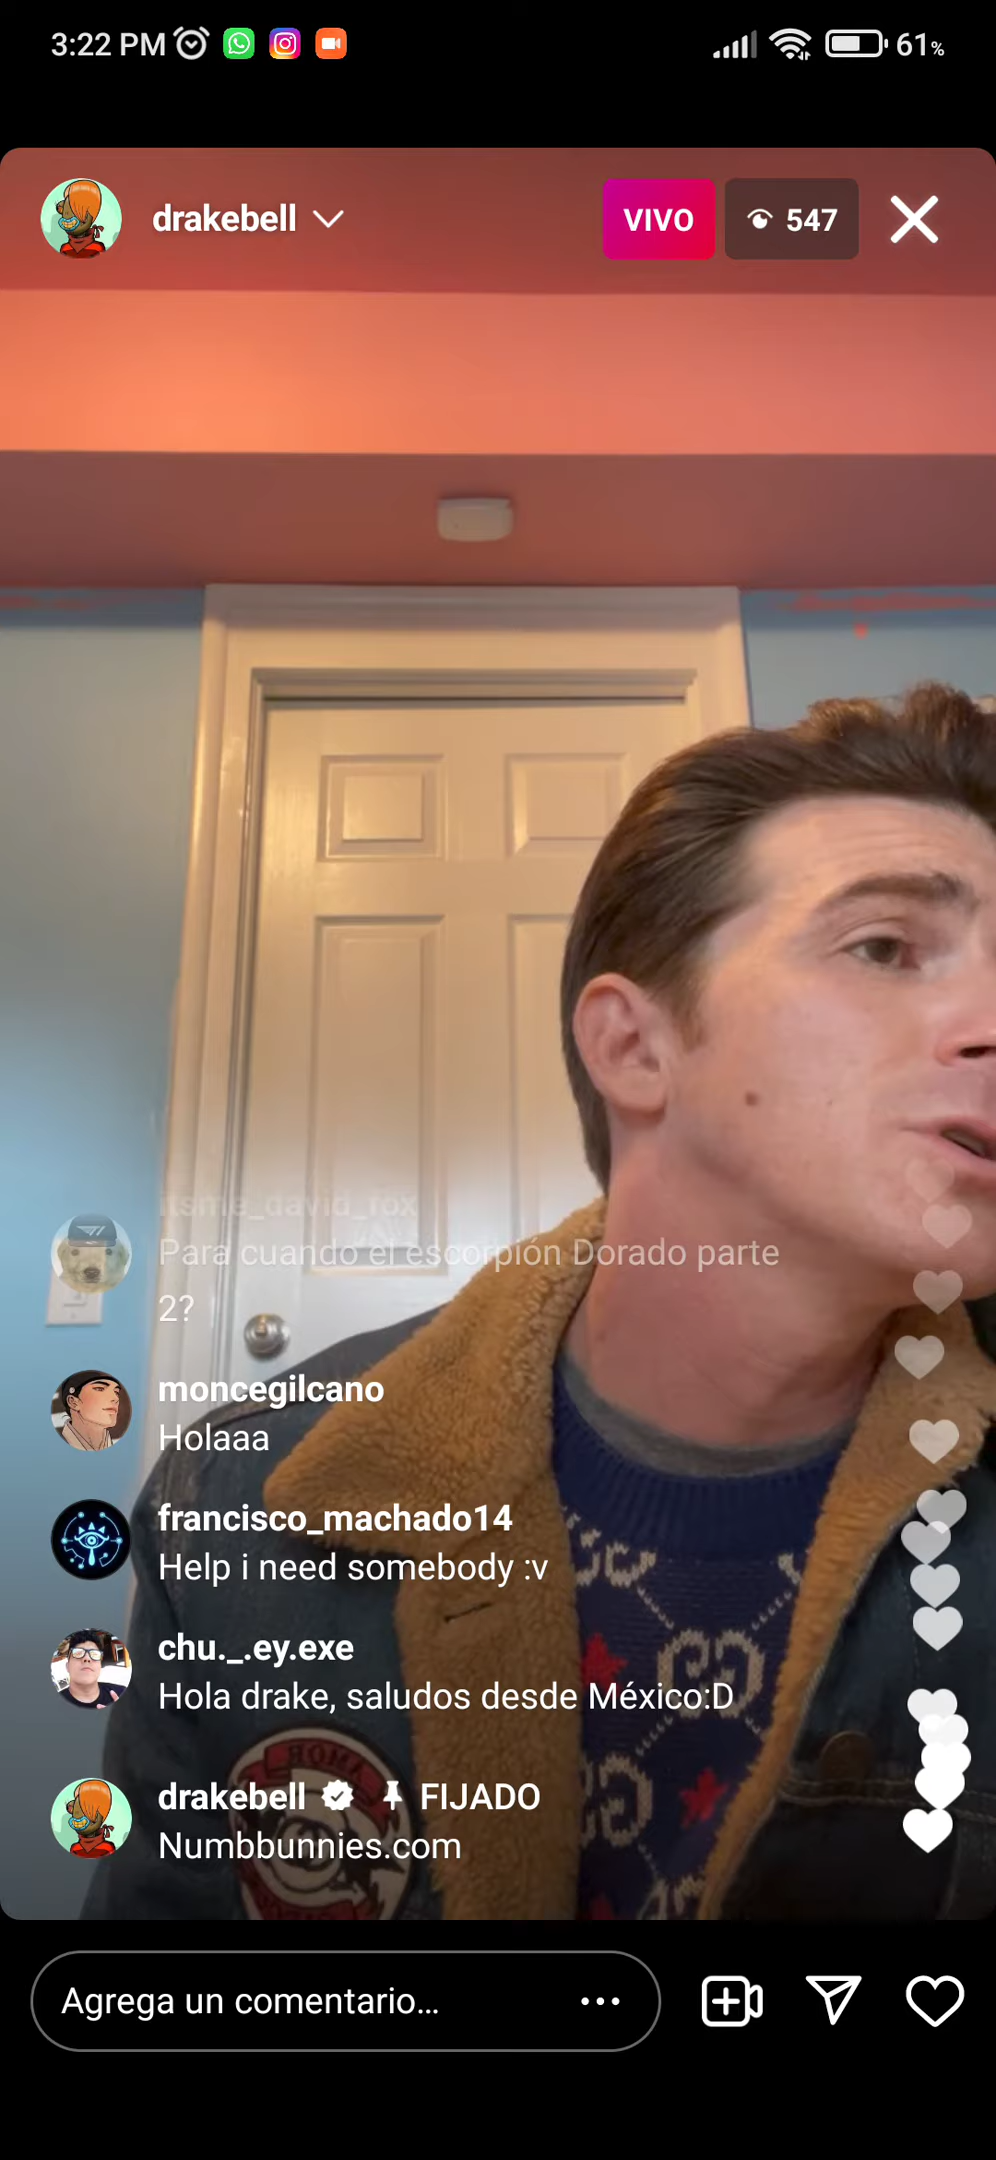 3:22 PM
61%
drakebell
VIVO
547
itsme_david_rox
Para cuando el escorpión Dorado parte
2?
moncegilcano
Holaaa
francisco_machado14
Help i need somebody :v
chu._.ey.exe
Hola drake, saludos desde México:D
drakebell FIJADO
Numbbunnies.com
Agrega un comentario...